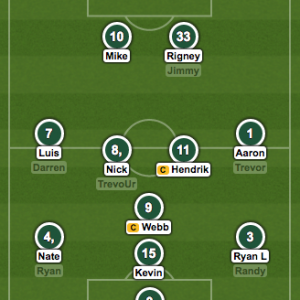 10 33
Mike Rigney
Jimmy
7 1
8, 11
Luis Aaron
Darren Nick C Hendrik Trevor
TrevoUr
9
C Webb
4, 3
15
Nate Ryan L
Ryan Kevin Randy